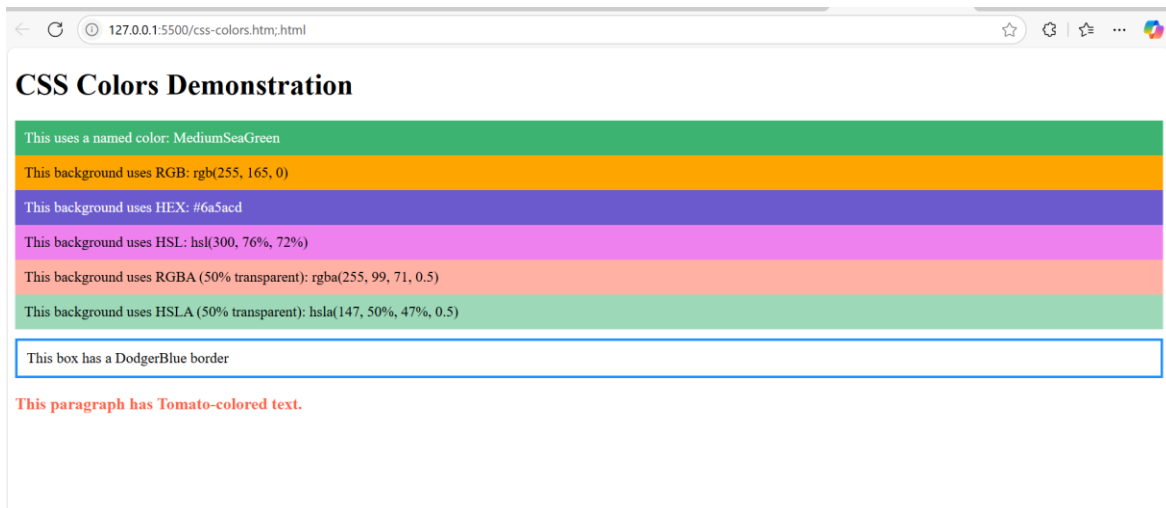 127.0.0.1:5500/css-colors.htm;.html
CSS Colors Demonstration
This uses a named color: MediumSeaGreen
This background uses RGB: rgb(255, 165, 0)
This background uses HEX: #6a5acd
This background uses HSL: hsl(300, 76%, 72%)
This background uses RGBA (50% transparent): rgba(255, 99, 71, 0.5)
This background uses HSLA (50% transparent): hsla(147, 50%, 47%, 0.5)
This box has a DodgerBlue border
This paragraph has Tomato-colored text.